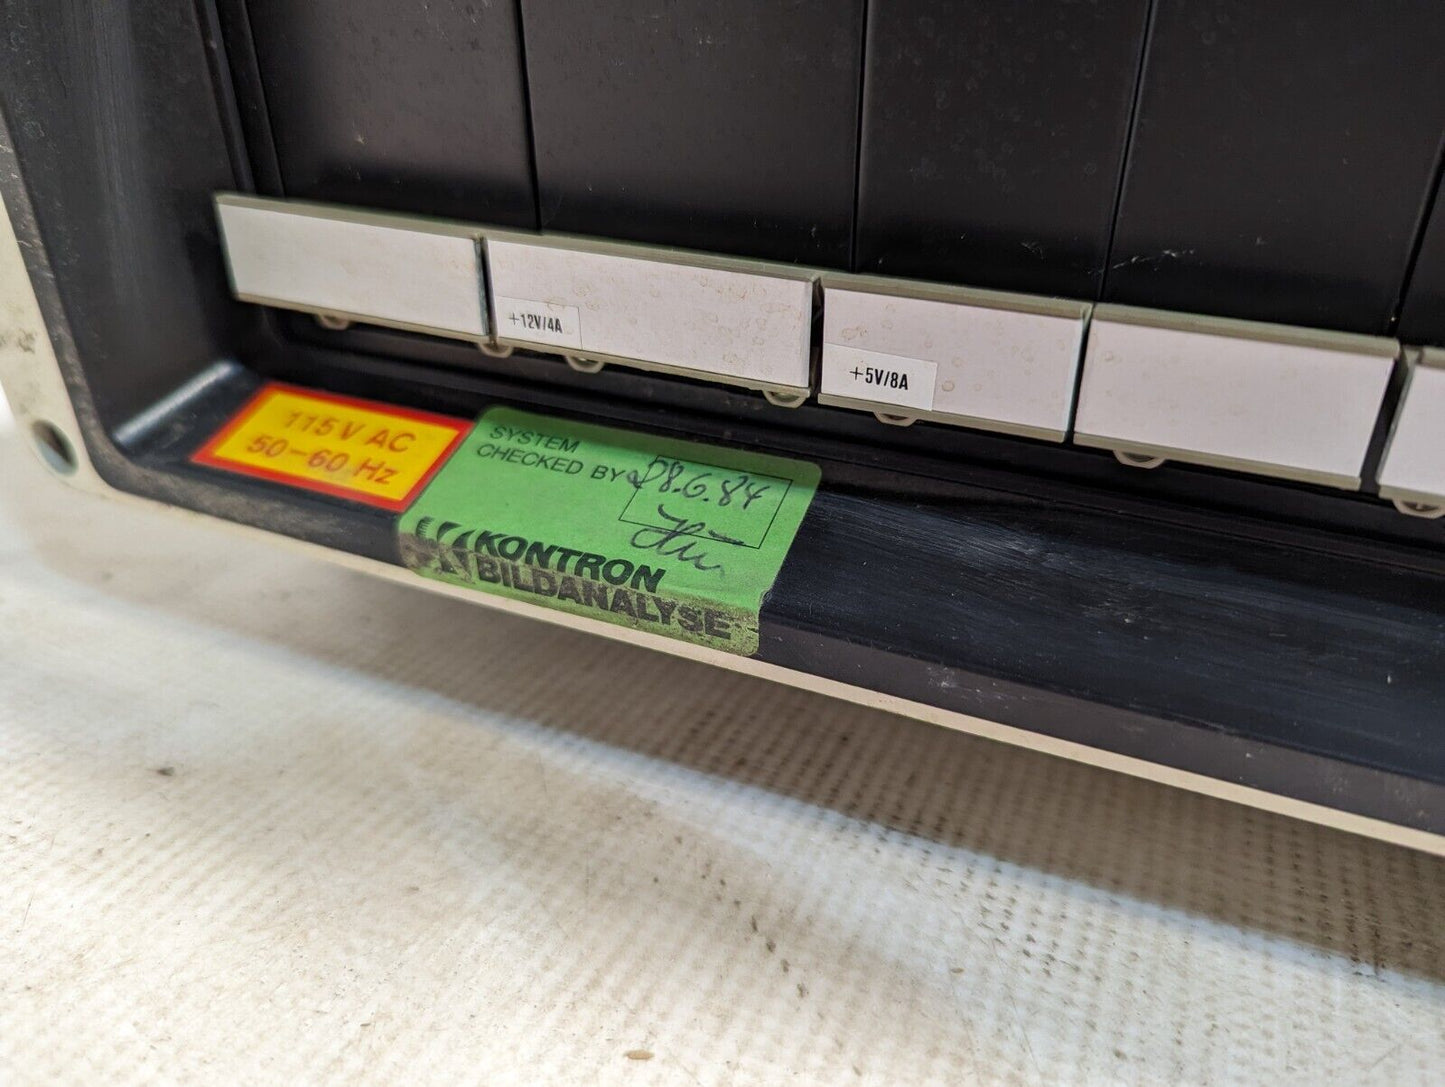 +12V/4A
+5V/8A
115V AC
50-60 Hz
SYSTEM
CHECKED BY
28.6.84
KONTRON
BILDANALYSE